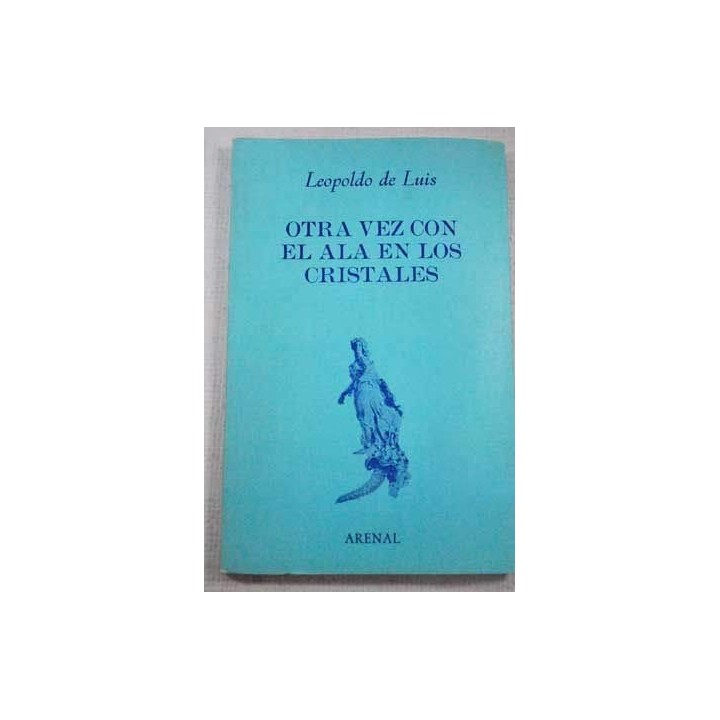 Leopoldo de Luis
OTRA VEZ CON
EL ALA EN LOS
CRISTALES
ARENAL